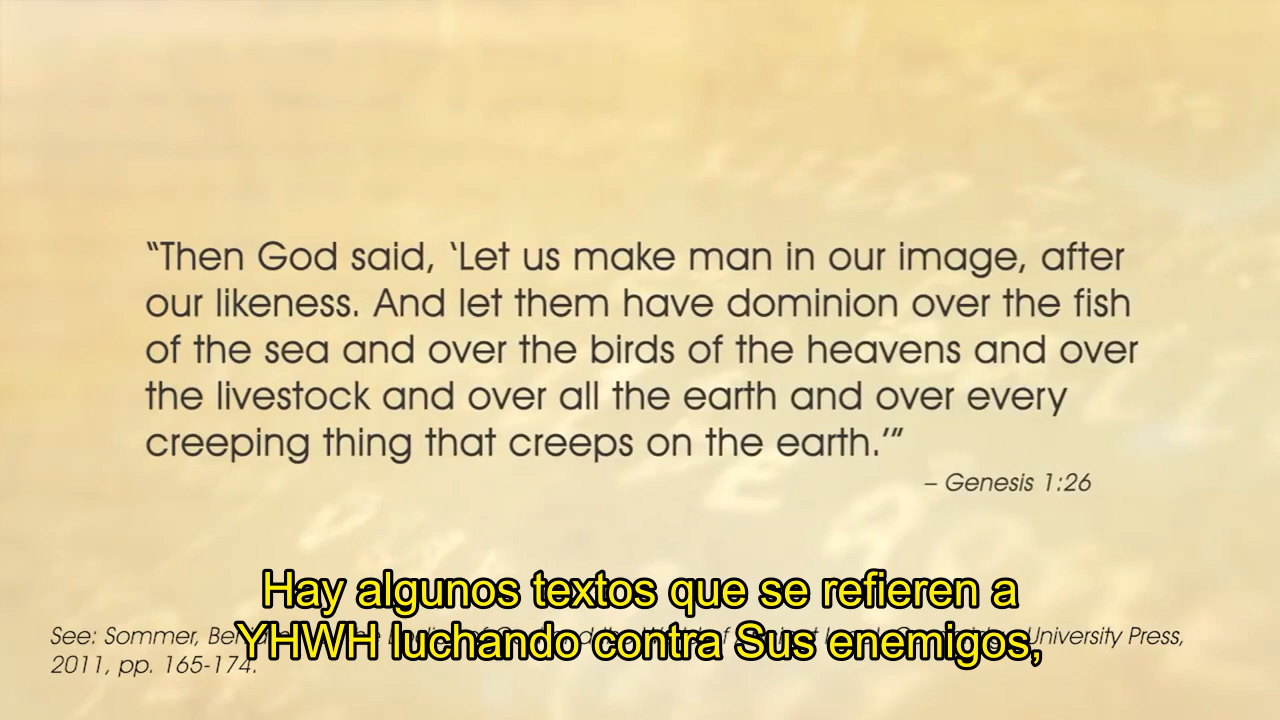 “Then God said, ‘Let us make man in our image, after
our likeness. And let them have dominion over the fish
of the sea and over the birds of the heavens and over
the livestock and over all the earth and over every
creeping thing that creeps on the earth.’”
– Genesis 1:26
Hay algunos textos que se refieren a
YHWH luchando contra Sus enemigos,
See: Sommer, University Press,
2011, pp. 165-174.